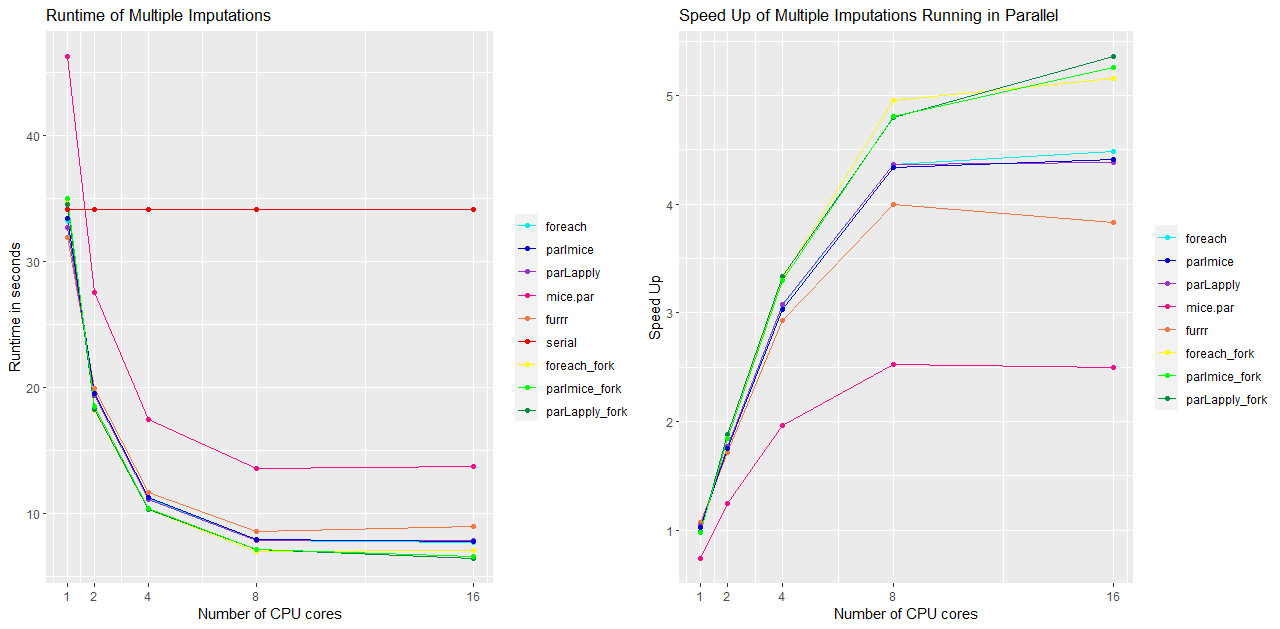 Runtime of Multiple Imputations
40
30
20
10
Runtime in seconds
1 2 4 8 16
Number of CPU cores
foreach
parlmice
parLapply
mice.par
furrr
serial
foreach_fork
parlmice_fork
parLapply_fork
Speed Up of Multiple Imputations Running in Parallel
5
4
3
2
1
Speed Up
1 2 4 8 16
Number of CPU cores
foreach
parlmice
parLapply
mice.par
furrr
foreach_fork
parlmice_fork
parLapply_fork